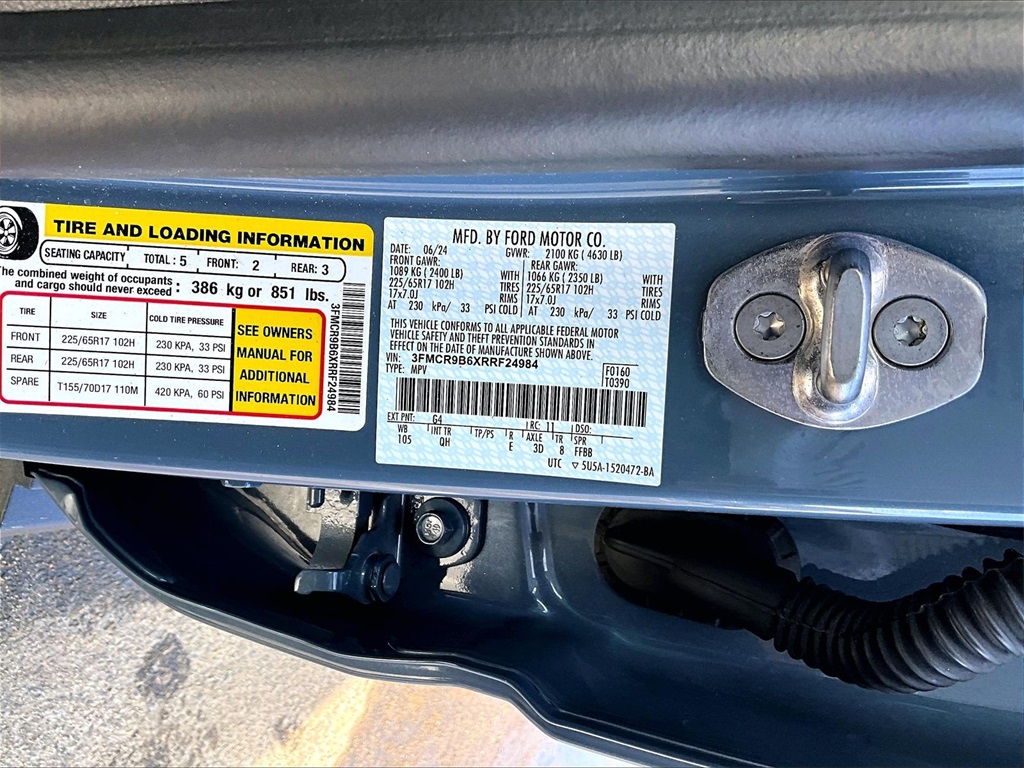 TIRE AND LOADING INFORMATION
SEATING CAPACITY TOTAL : 5 FRONT: 2 REAR: 3
The combined weight of occupants
and cargo should never exceed : 386 kg or 851 lbs.
TIRE SIZE COLD TIRE PRESSURE
FRONT 225/65R17 102H 230 KPA, 33 PSI
REAR 225/65R17 102H 230 KPA, 33 PSI
SPARE T155/70D17 110M 420 KPA, 60 PSI
SEE OWNERS
MANUAL FOR
ADDITIONAL
INFORMATION
3FMCR9B6XRRF24984
MFD. BY FORD MOTOR CO.
DATE: 06/24 GVWR: 2100 KG ( 4630 LB)
FRONT GAWR: REAR GAWR:
1089 KG ( 2400 LB) WITH 1066 KG ( 2350 LB) WITH
225/65R17 102H TIRES 225/65R17 102H TIRES
17x7.0J RIMS 17x7.0J RIMS
AT 230 kPa/ 33 PSI COLD AT 230 kPa/ 33 PSI COLD
THIS VEHICLE CONFORMS TO ALL APPLICABLE FEDERAL MOTOR
VEHICLE SAFETY AND THEFT PREVENTION STANDARDS IN
EFFECT ON THE DATE OF MANUFACTURE SHOWN ABOVE.
VIN: 3FMCR9B6XRRF24984
TYPE: MPV
F0160
T0390
EXT PNT: G4 RC: 11 DSO:
WB INT TR TP/PS R AXLE TR SPR
105 QH E 3D 8 FFBB
UTC ▽ 5U5A-1520472-BA